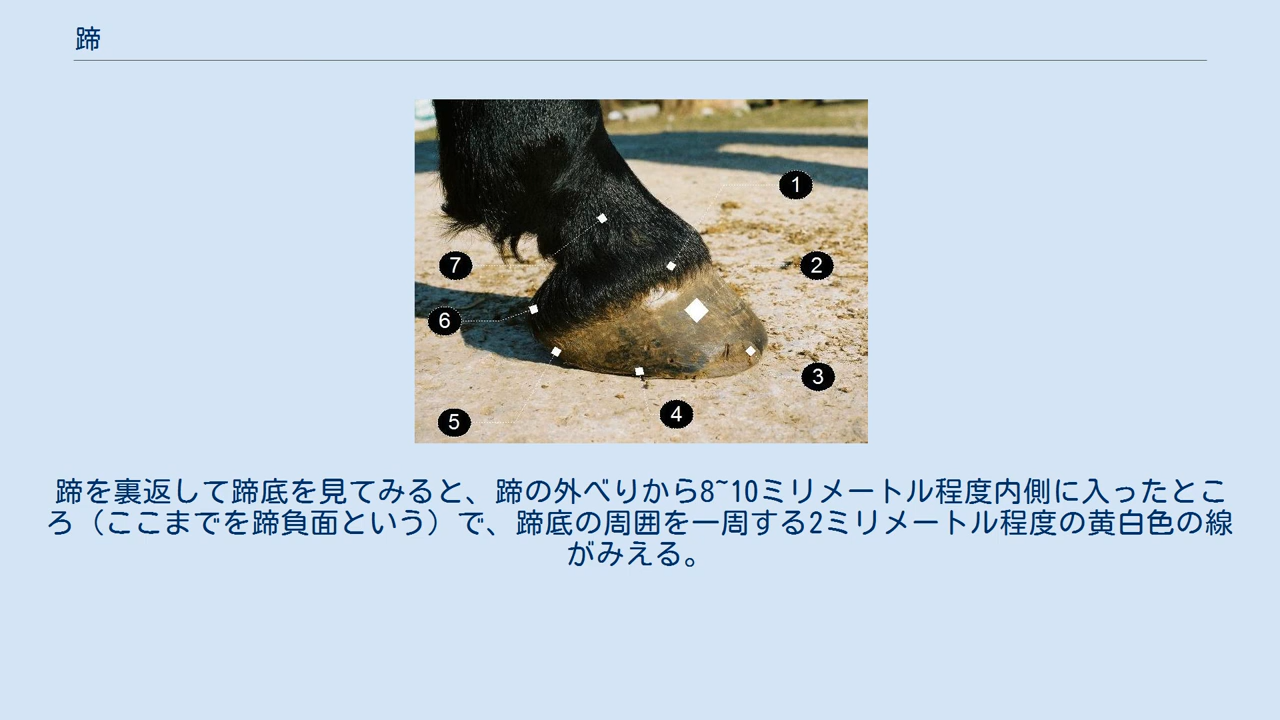 蹄
1
7
2
6
3
4
5
蹄を裏返して蹄底を見てみると、蹄の外べりから8~10ミリメートル程度内側に入ったとこ
ろ（ここまでを蹄負面という）で、蹄底の周囲を一周する2ミリメートル程度の黄白色の線
がみえる。